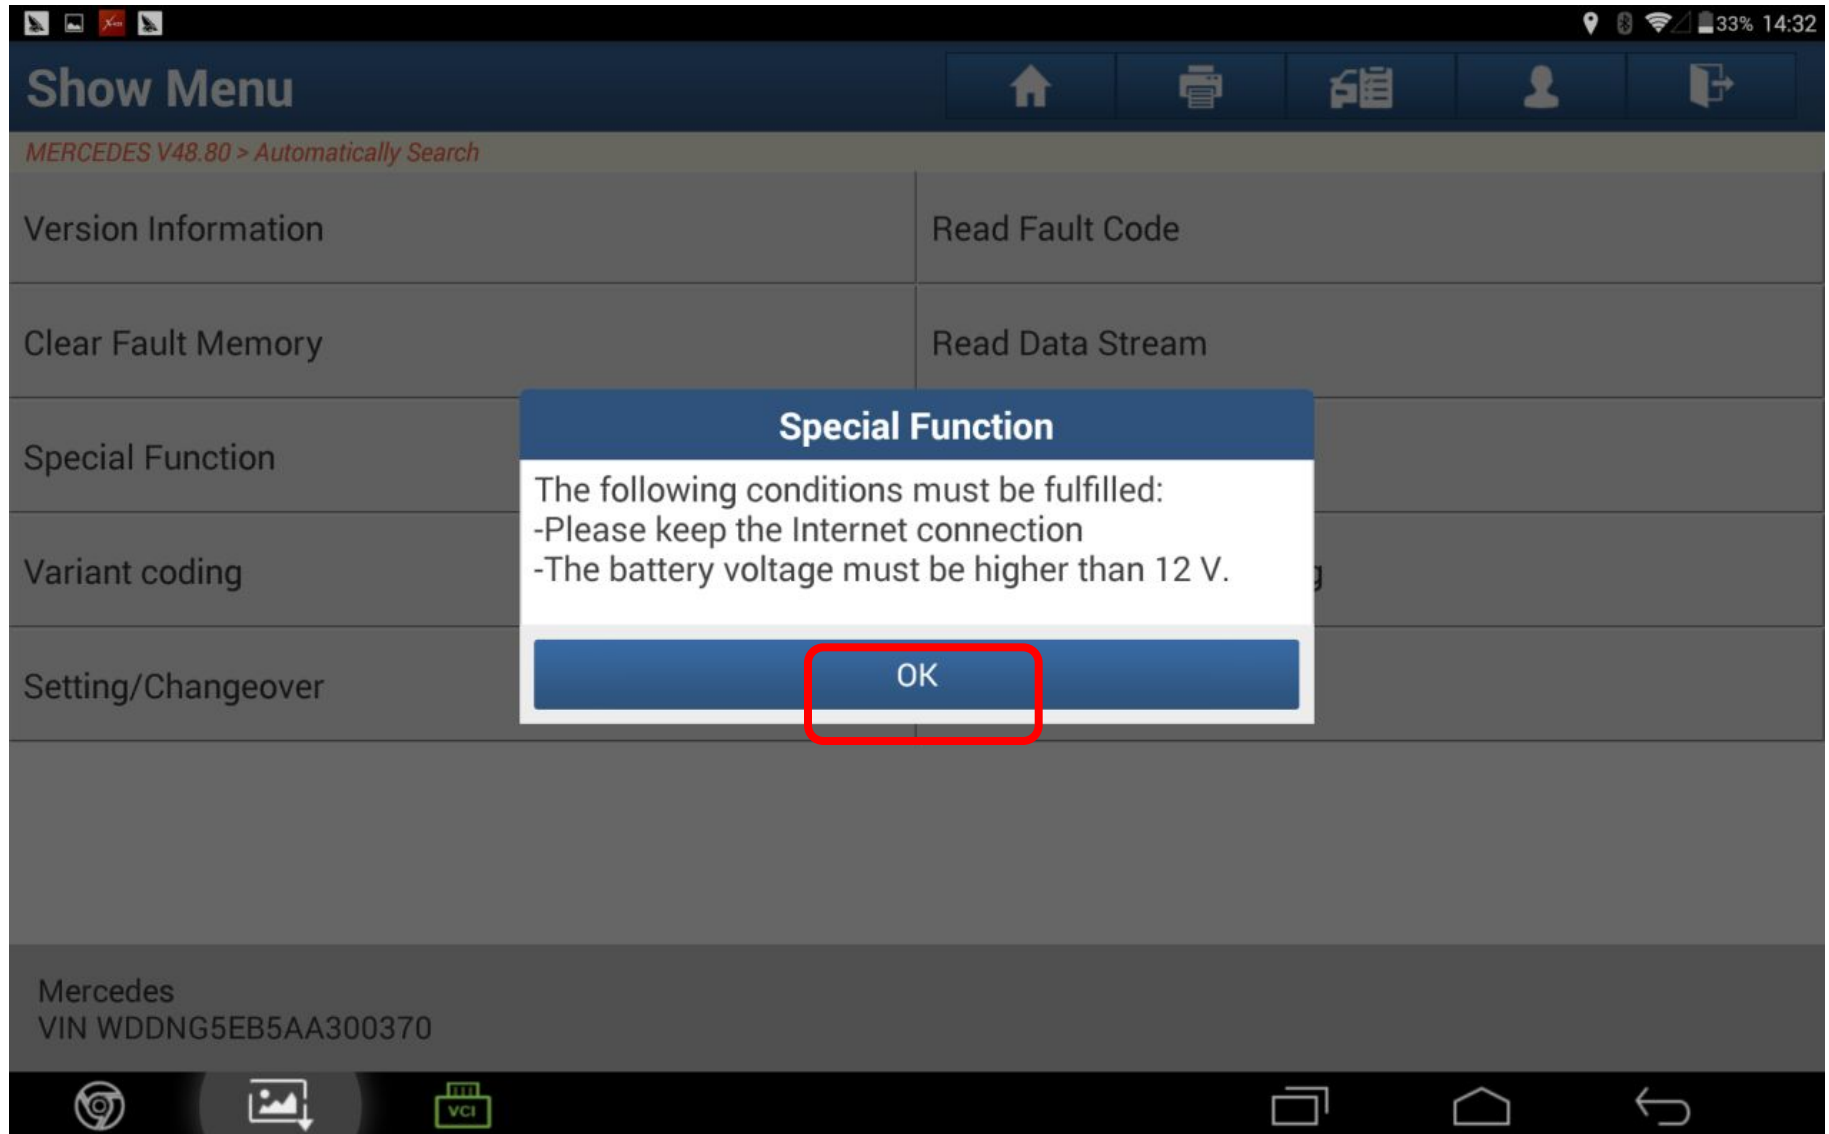 33% 14:32
Show Menu
MERCEDES V48.80 > Automatically Search
Version Information
Read Fault Code
Clear Fault Memory
Read Data Stream
Special Function
Special Function
The following conditions must be fulfilled:
-Please keep the Internet connection
-The battery voltage must be higher than 12 V.
Variant coding
g
OK
Setting/Changeover
Mercedes
VIN WDDNG5EB5AA300370
VCI